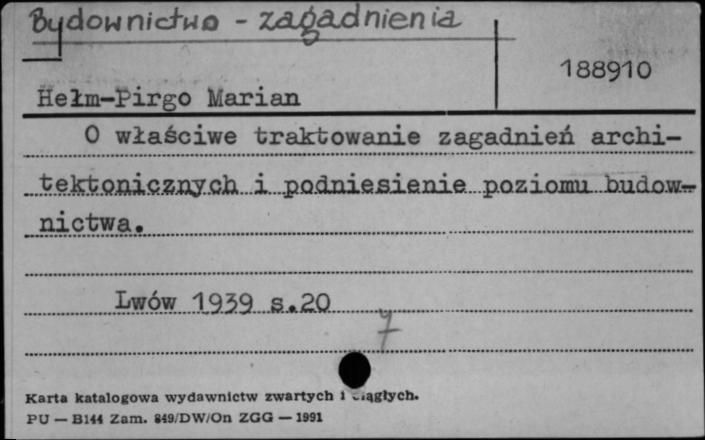 Budownictwo - zagadnienia
188910
Hełm-Pirgo Marian
O właściwe traktowanie zagadnień archi-
tektonicznych i podniesienie poziomu budow-
nictwa.
Lwów 1939 s.20
Karta katalogowa wydawnictw zwartych i ciągłych.
PU — B144 Zam. 849/DW/On ZGG — 1991